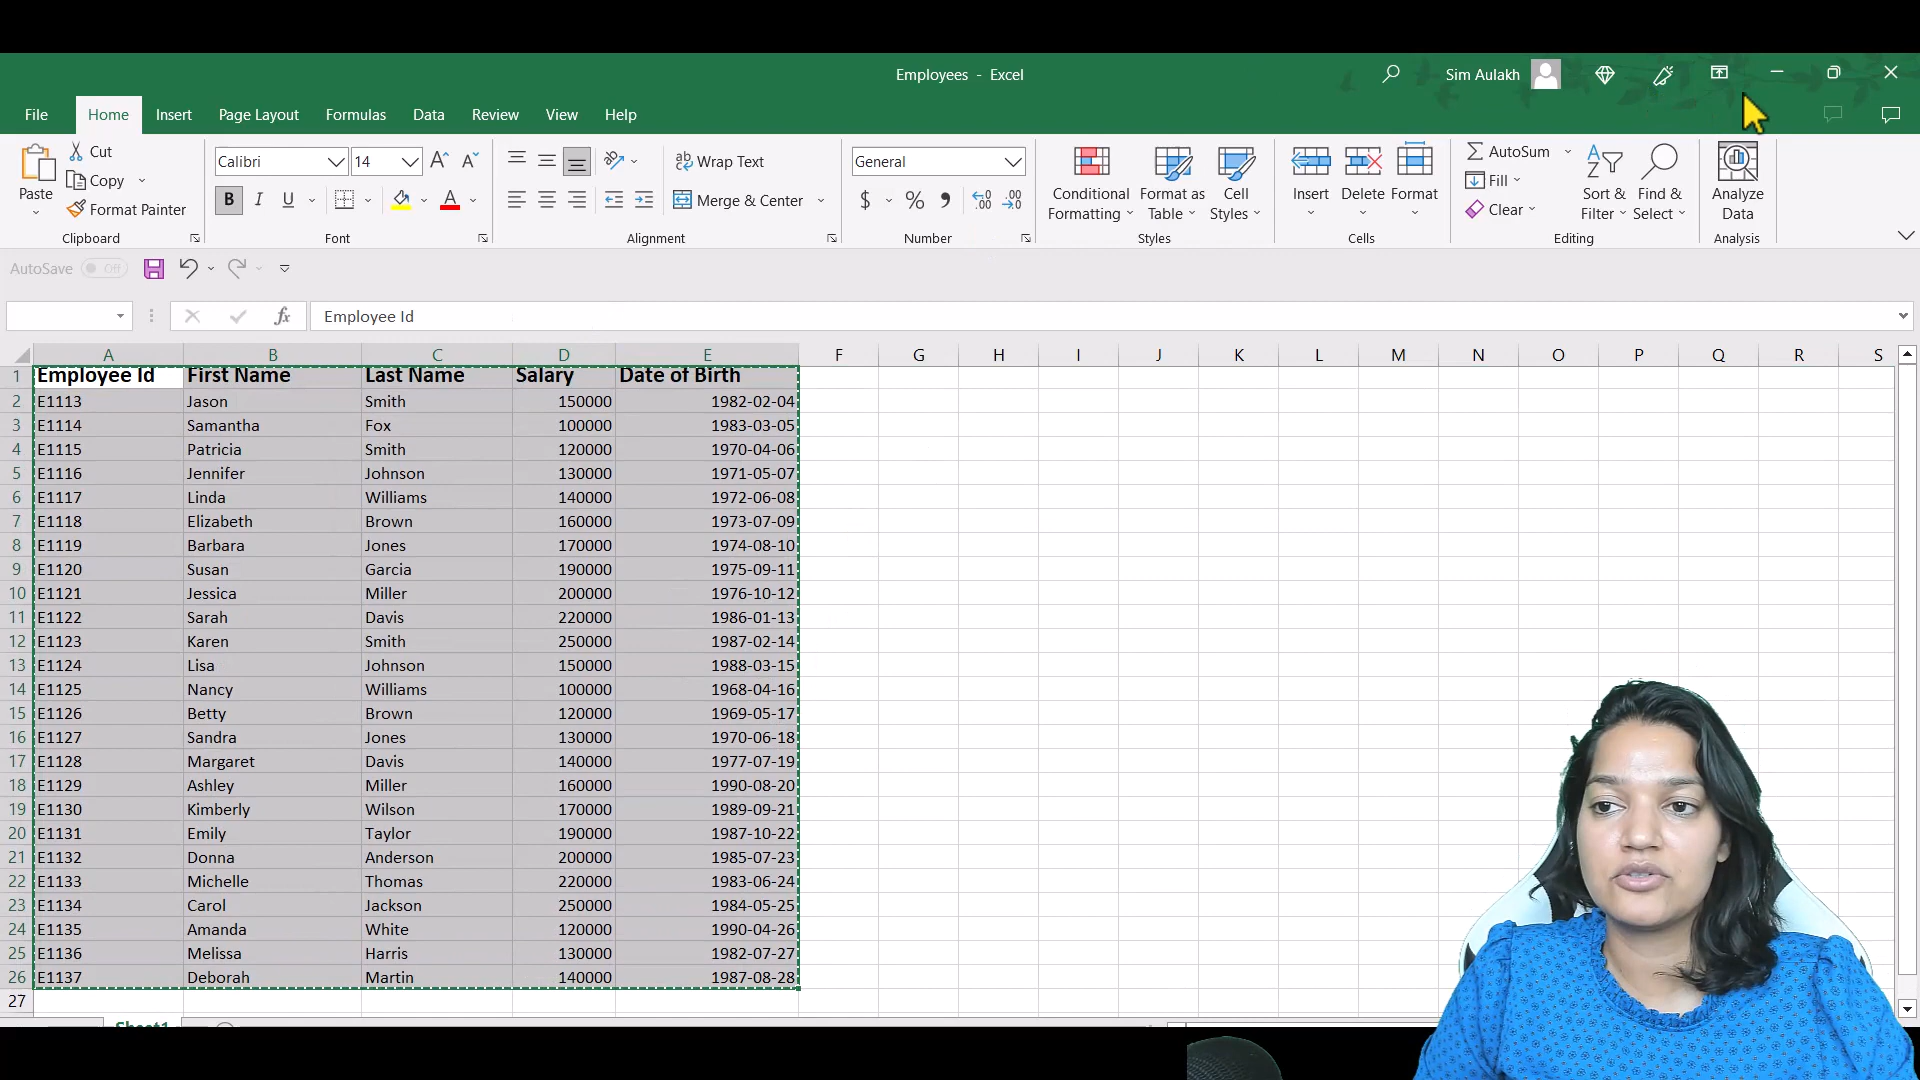 Employees - Excel
Sim Aulakh
File Home Insert Page Layout Formulas Data Review View Help
Paste
Cut
Copy
Format Painter
Clipboard
Calibri 14
B I U
Font
Wrap Text
Merge & Center
Alignment
General
$ % ,
Number
Conditional Formatting
Format as Table
Cell Styles
Styles
Insert
Delete
Format
Cells
AutoSum
Fill
Clear
Sort & Filter
Find & Select
Editing
Analyze Data
Analysis
AutoSave Off
fx Employee Id
A B C D E F G H I J K L M N O P Q R S
1 Employee Id First Name Last Name Salary Date of Birth
2 E1113 Jason Smith 150000 1982-02-04
3 E1114 Samantha Fox 100000 1983-03-05
4 E1115 Patricia Smith 120000 1970-04-06
5 E1116 Jennifer Johnson 130000 1971-05-07
6 E1117 Linda Williams 140000 1972-06-08
7 E1118 Elizabeth Brown 160000 1973-07-09
8 E1119 Barbara Jones 170000 1974-08-10
9 E1120 Susan Garcia 190000 1975-09-11
10 E1121 Jessica Miller 200000 1976-10-12
11 E1122 Sarah Davis 220000 1986-01-13
12 E1123 Karen Smith 250000 1987-02-14
13 E1124 Lisa Johnson 150000 1988-03-15
14 E1125 Nancy Williams 100000 1968-04-16
15 E1126 Betty Brown 120000 1969-05-17
16 E1127 Sandra Jones 130000 1970-06-18
17 E1128 Margaret Davis 140000 1977-07-19
18 E1129 Ashley Miller 160000 1990-08-20
19 E1130 Kimberly Wilson 170000 1989-09-21
20 E1131 Emily Taylor 190000 1987-10-22
21 E1132 Donna Anderson 200000 1985-07-23
22 E1133 Michelle Thomas 220000 1983-06-24
23 E1134 Carol Jackson 250000 1984-05-25
24 E1135 Amanda White 120000 1990-04-26
25 E1136 Melissa Harris 130000 1982-07-27
26 E1137 Deborah Martin 140000 1987-08-28
27
Sheet1